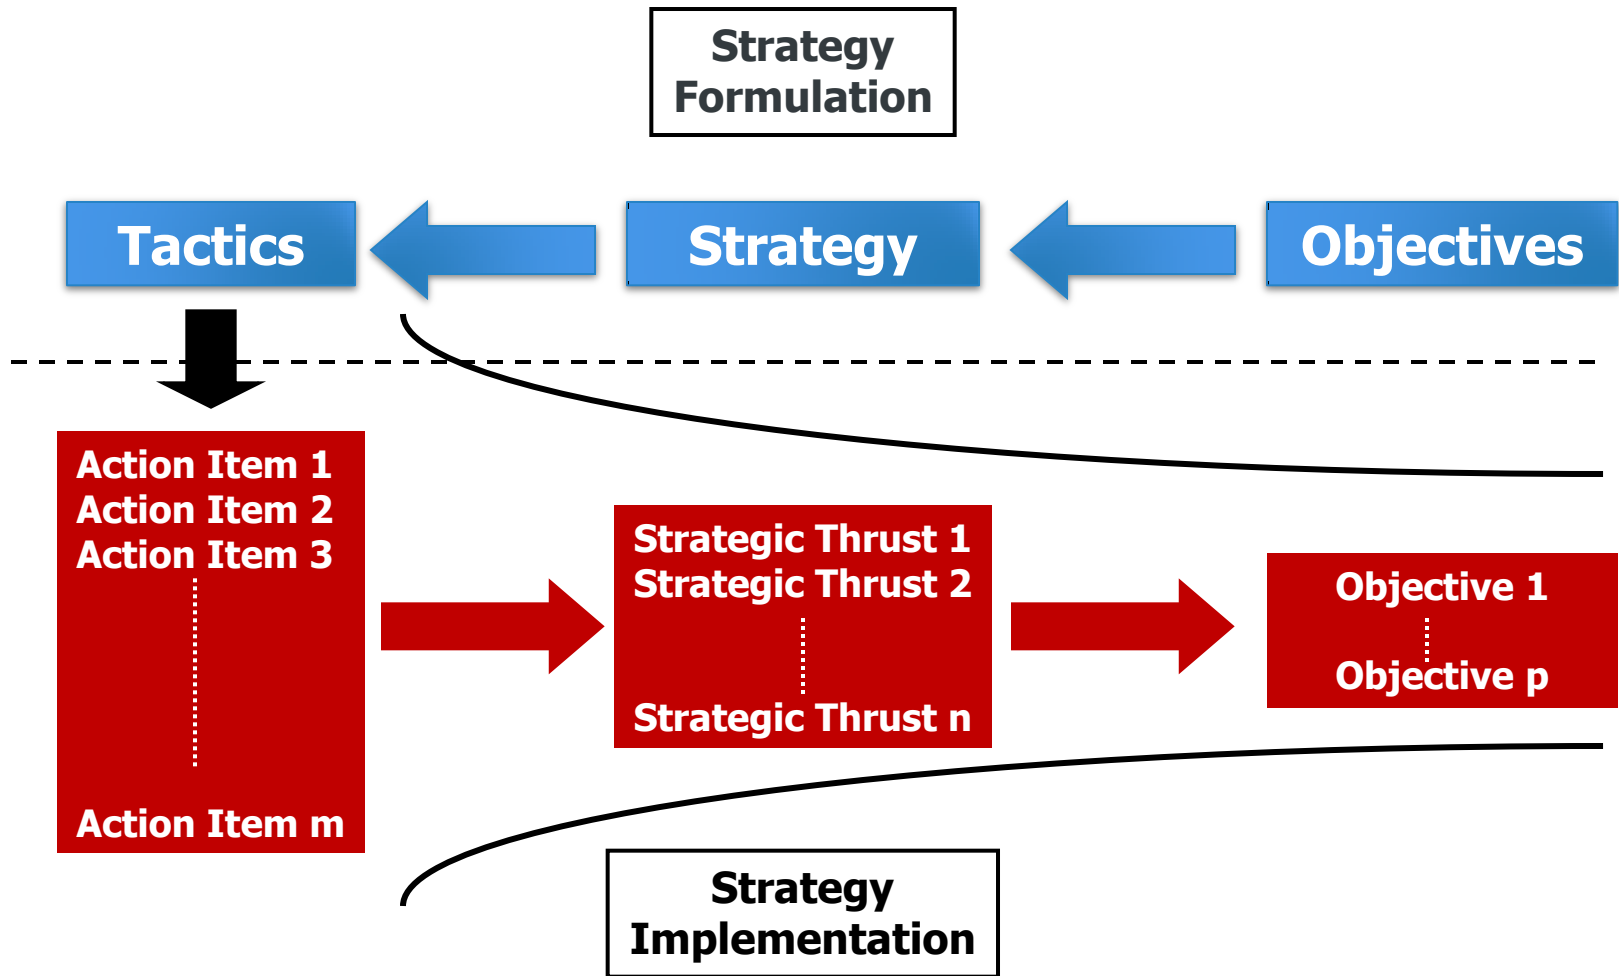 Strategy
Formulation
Tactics
Strategy
Objectives
Action Item 1
Action Item 2
Action Item 3
Action Item m
Strategic Thrust 1
Strategic Thrust 2
Strategic Thrust n
Objective 1
Objective p
Strategy
Implementation